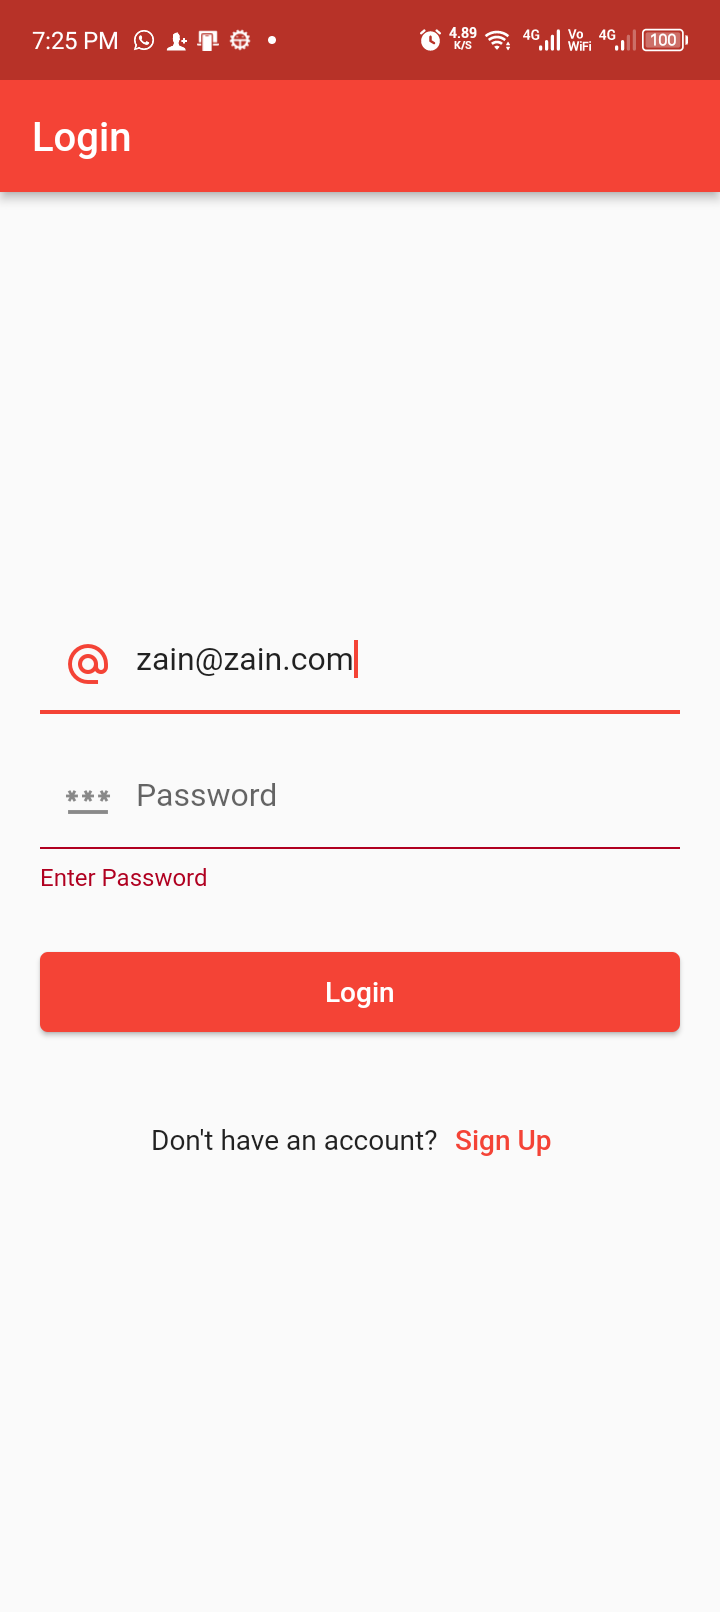 7:25 PM 4.89 K/S 4G Vo WiFi 4G 100
Login
zain@zain.com
*** Password
Enter Password
Login
Don't have an account? Sign Up